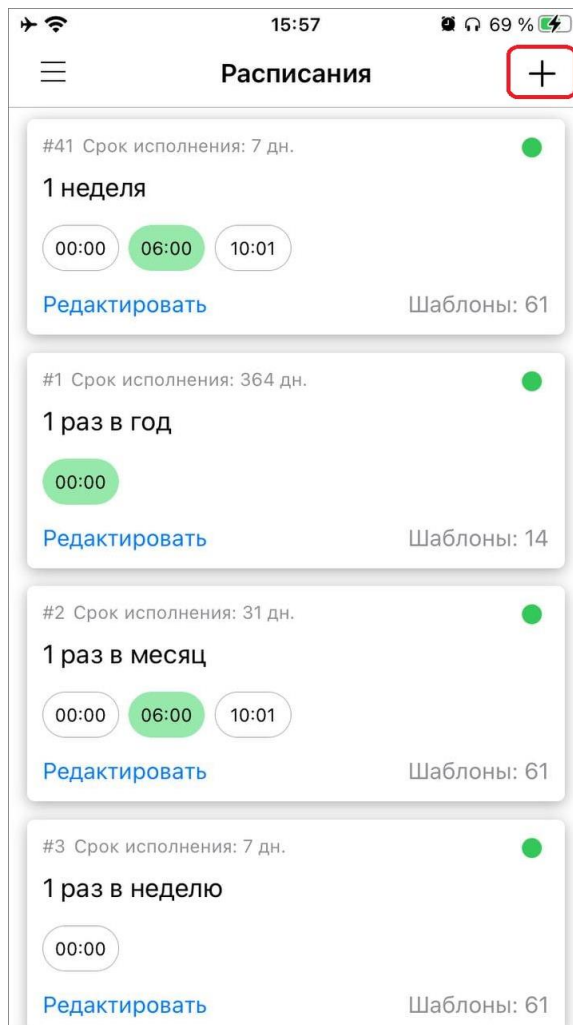 15:57
69 %
Расписания
#41 Срок исполнения: 7 дн.
1 неделя
00:00 06:00 10:01
Редактировать Шаблоны: 61
#1 Срок исполнения: 364 дн.
1 раз в год
00:00
Редактировать Шаблоны: 14
#2 Срок исполнения: 31 дн.
1 раз в месяц
00:00 06:00 10:01
Редактировать Шаблоны: 61
#3 Срок исполнения: 7 дн.
1 раз в неделю
00:00
Редактировать Шаблоны: 61